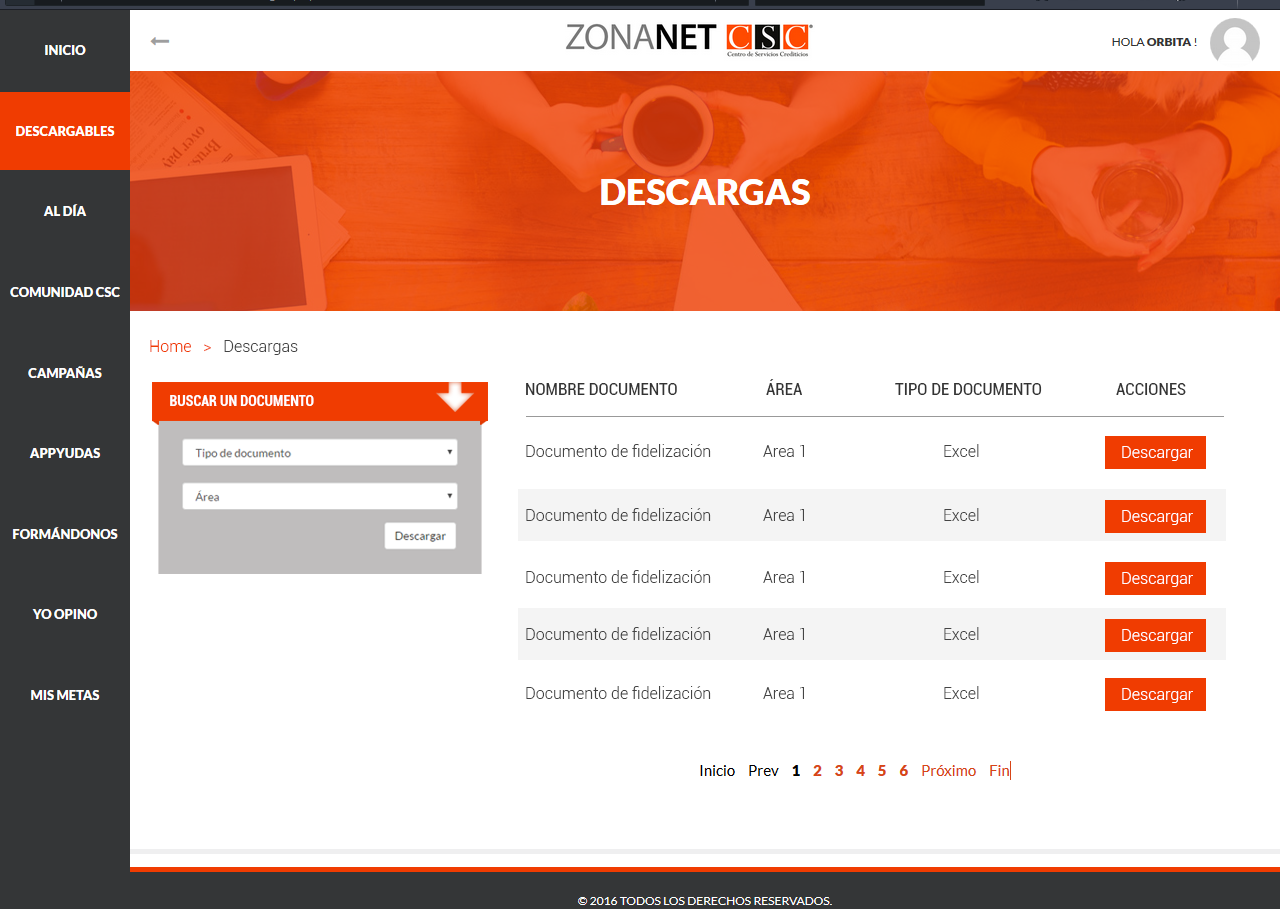 INICIO
DESCARGABLES
AL DÍA
COMUNIDAD CSC
CAMPAÑAS
APPYUDAS
FORMÁNDONOS
YO OPINO
MIS METAS
ZONANET CSC
Centro de Servicios Crediticios
HOLA ORBITA !
DESCARGAS
Home > Descargas
BUSCAR UN DOCUMENTO
Tipo de documento
Área
Descargar
NOMBRE DOCUMENTO ÁREA TIPO DE DOCUMENTO ACCIONES
Documento de fidelización Area 1 Excel Descargar
Documento de fidelización Area 1 Excel Descargar
Documento de fidelización Area 1 Excel Descargar
Documento de fidelización Area 1 Excel Descargar
Documento de fidelización Area 1 Excel Descargar
Inicio Prev 1 2 3 4 5 6 Próximo Fin
© 2016 TODOS LOS DERECHOS RESERVADOS.